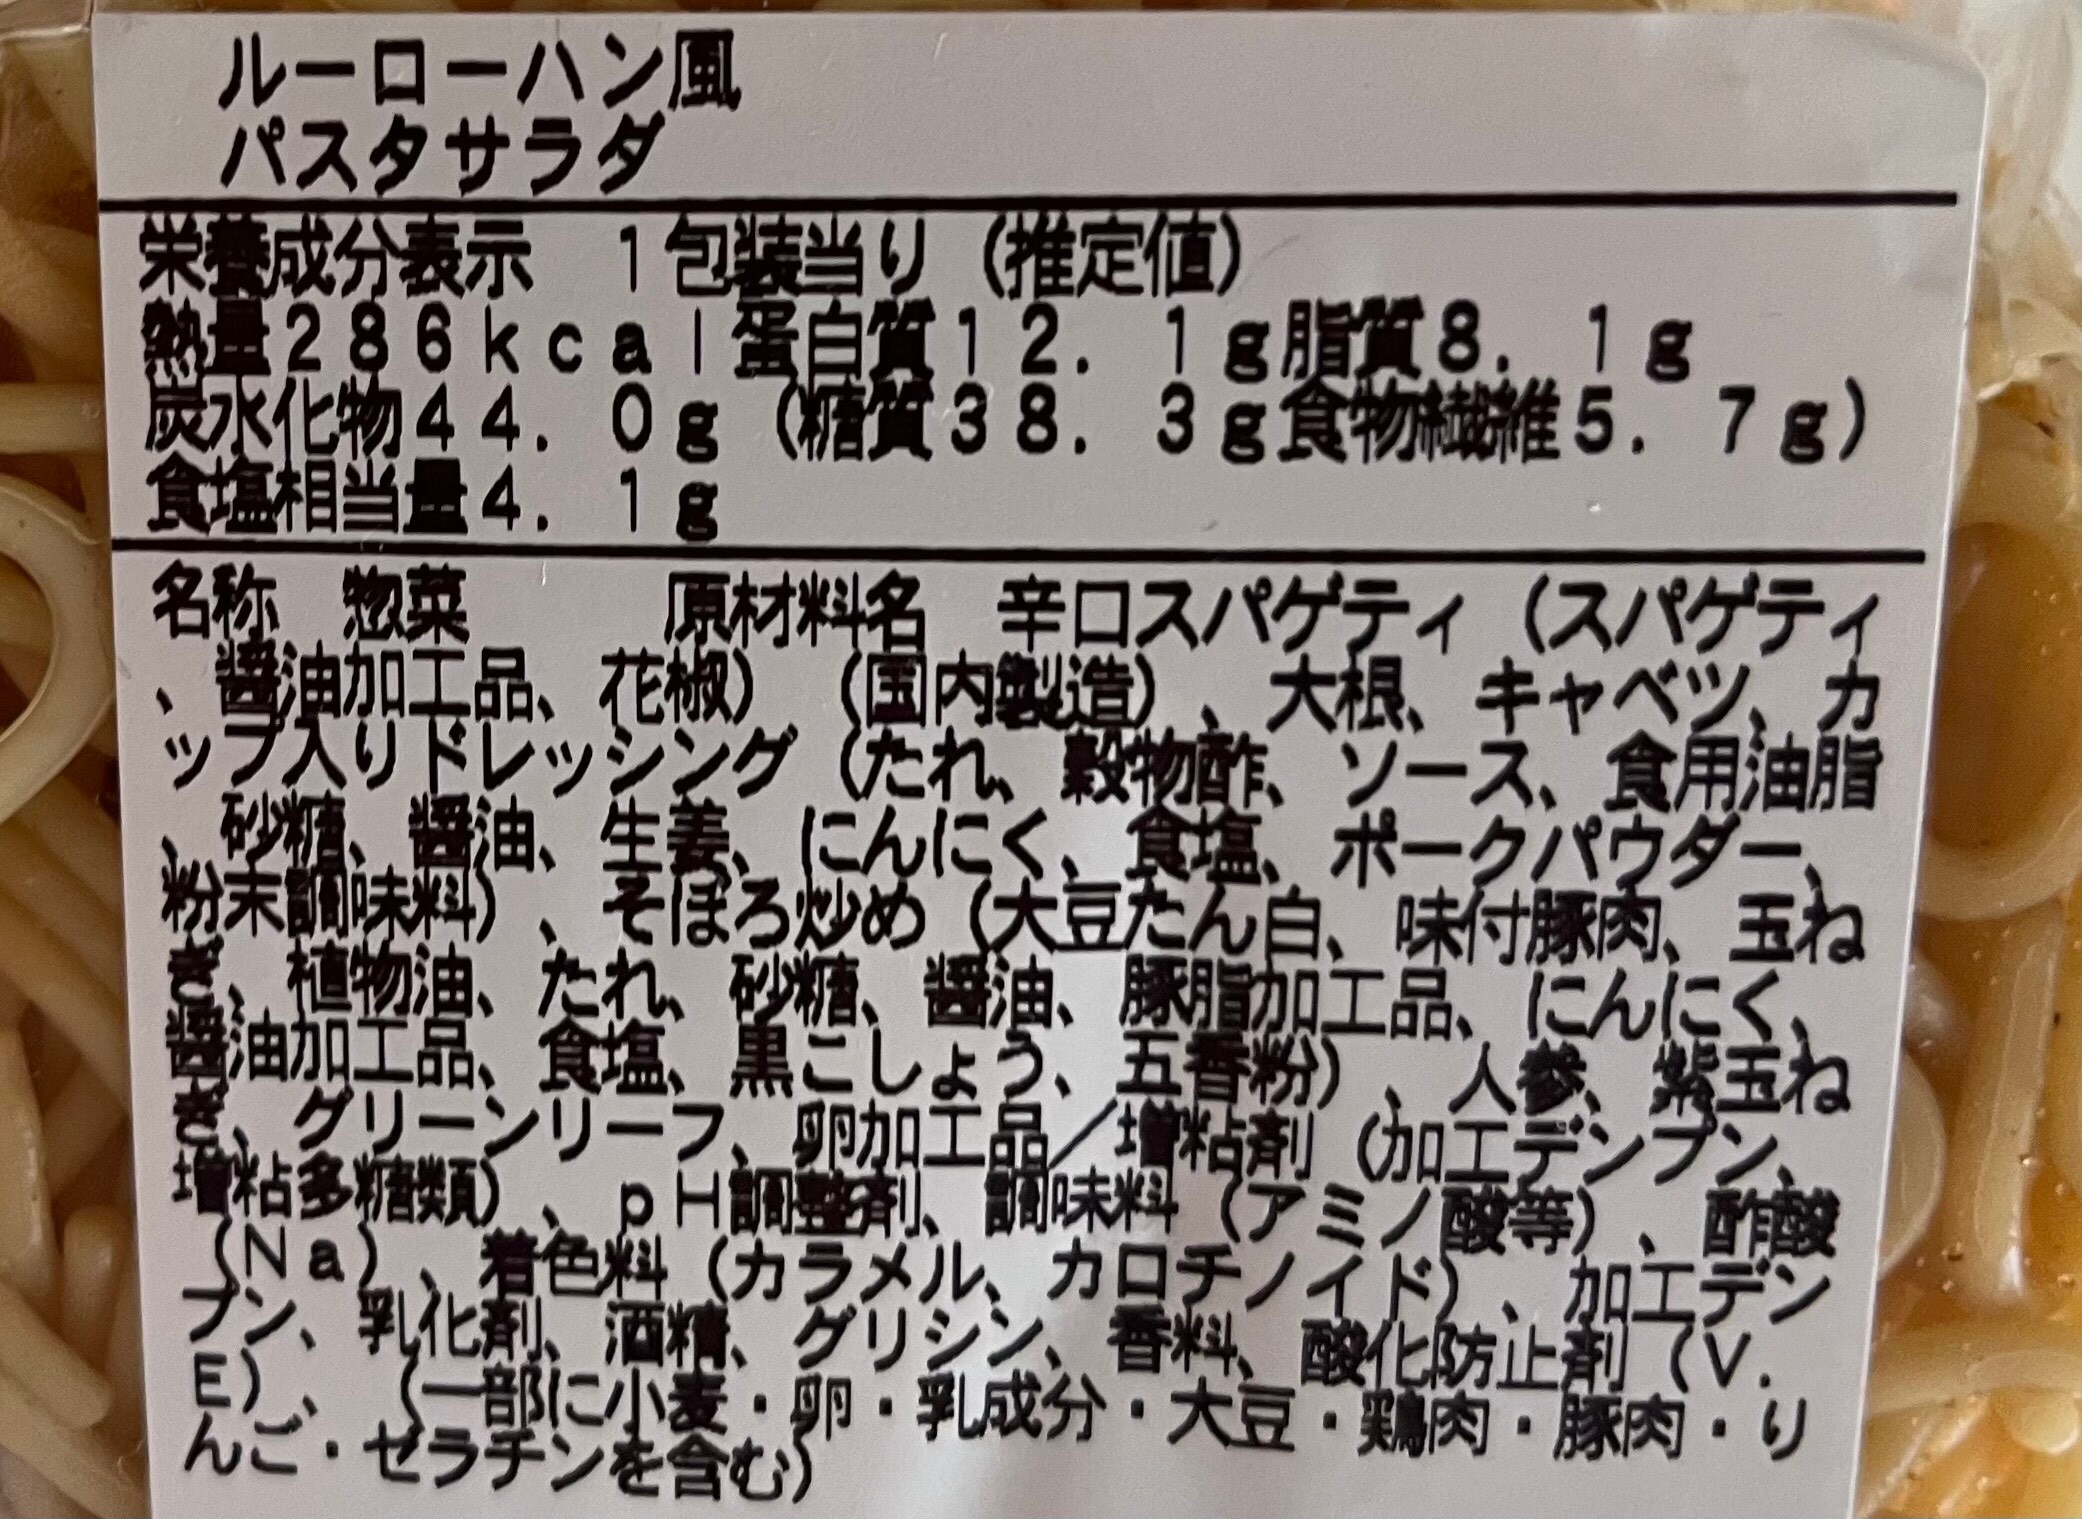 ルーローハン風
パスタサラダ
栄養成分表示　1包装当り（推定値）
熱量286kcal蛋白質12．1g脂質8．1g
炭水化物44．0g（糖質38．3g食物繊維5．7g）
食塩相当量4．1g
名称　惣菜　　　原材料名　辛口スパゲティ（スパゲティ
、醤油加工品、花椒）（国内製造）、大根、キャベツ、カ
ップ入りドレッシング（たれ、穀物酢、ソース、食用油脂
、砂糖、醤油、生姜、にんにく、食塩、ポークパウダー、
粉末調味料）、そぼろ炒め（大豆たん白、味付豚肉、玉ね
ぎ、植物油、たれ、砂糖、醤油、豚脂加工品、にんにく、
醤油加工品、食塩、黒こしょう、五香粉）、人参、紫玉ね
ぎ、グリーンリーフ、卵加工品／増粘剤（加工デンプン、
増粘多糖類）、pH調整剤、調味料（アミノ酸等）、酢酸
（Na）、着色料（カラメル、カロチノイド）、加工デン
プン、乳化剤、酒精、グリシン、香料、酸化防止剤（V．
E）、（一部に小麦・卵・乳成分・大豆・鶏肉・豚肉・り
んご・ゼラチンを含む）